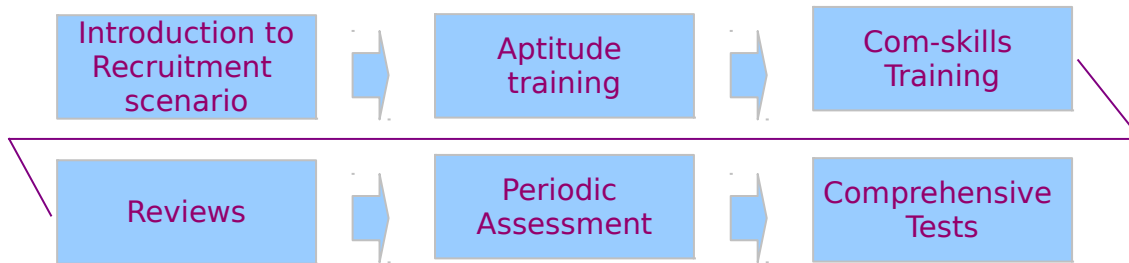 Introduction to
Recruitment
scenario
Aptitude
training
Com-skills
Training
Reviews
Periodic
Assessment
Comprehensive
Tests